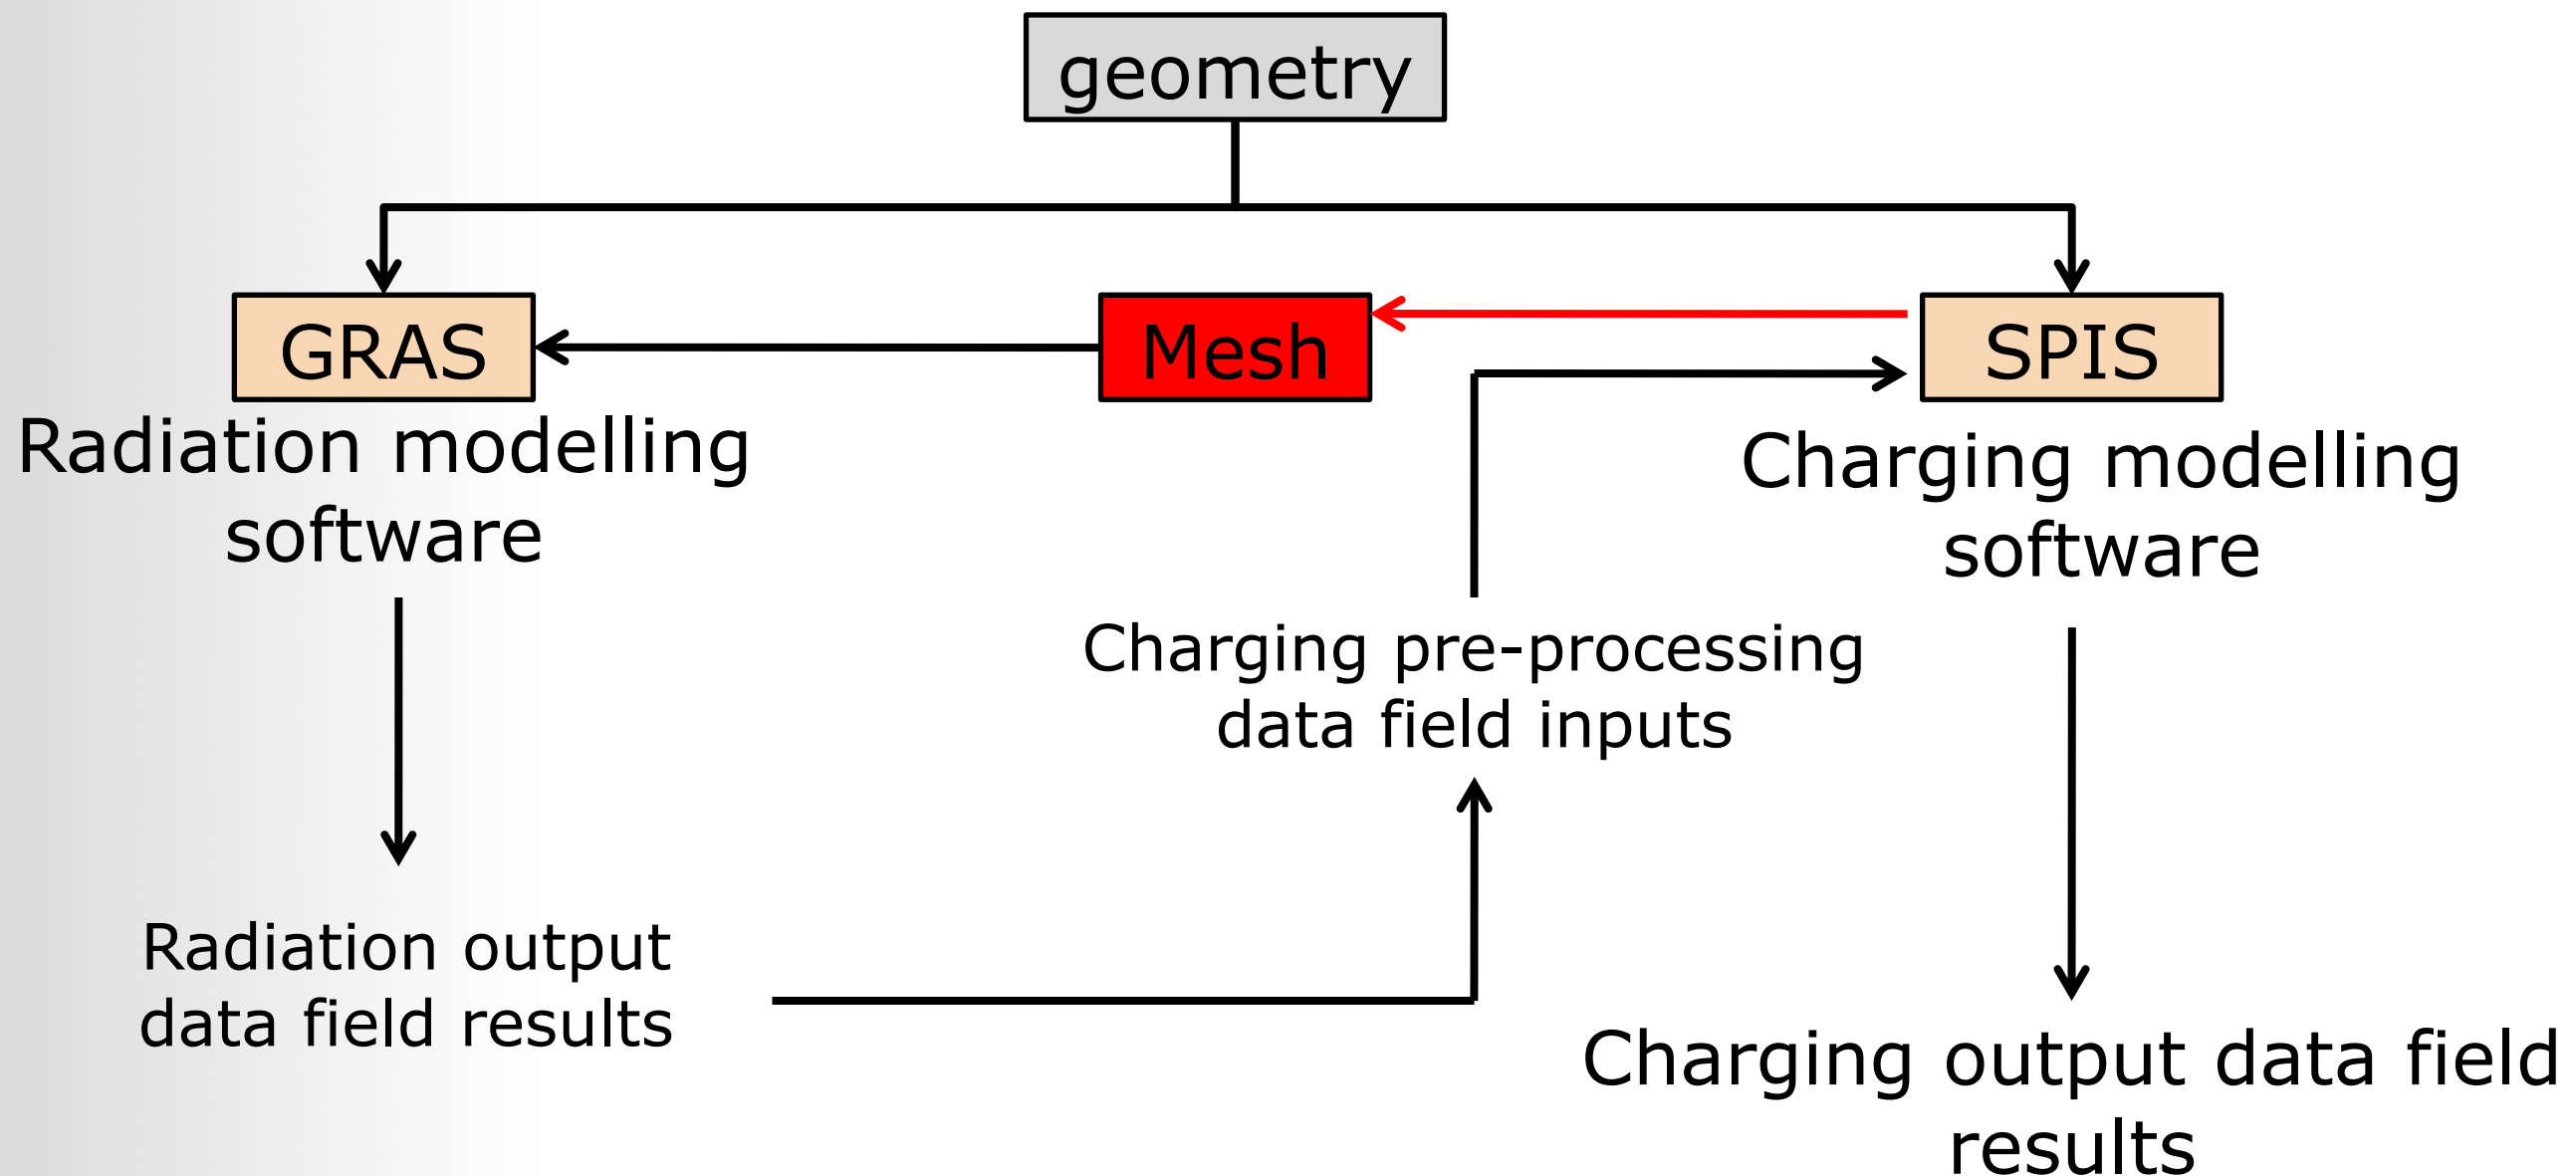 geometry
GRAS
Mesh
SPIS
Radiation modelling
software
Charging modelling
software
Charging pre-processing
data field inputs
Radiation output
data field results
Charging output data field
results